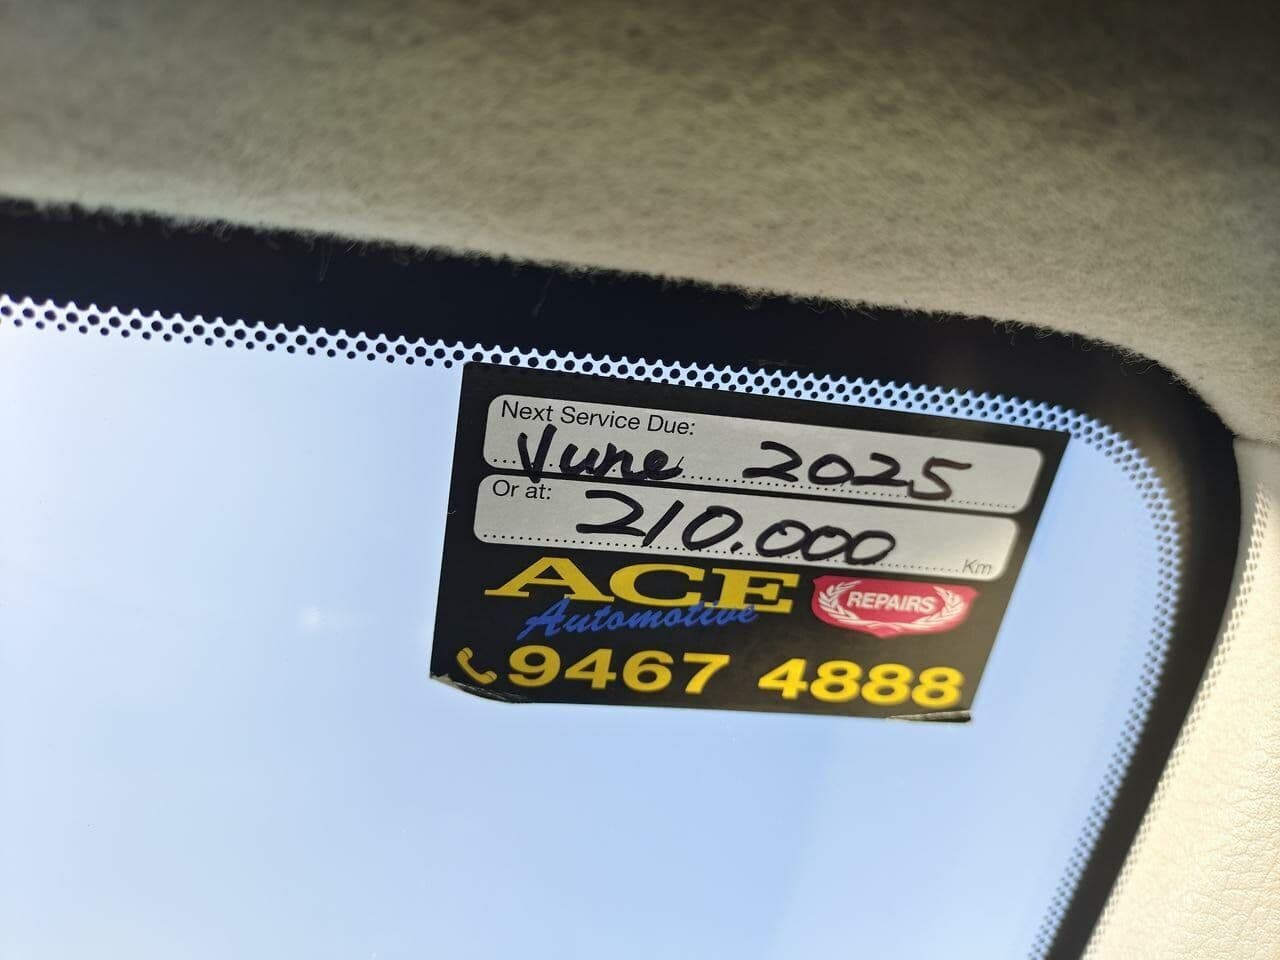 Next Service Due:
June 2025
Or at:
210.000 Km
ACE
Automotive
REPAIRS
9467 4888